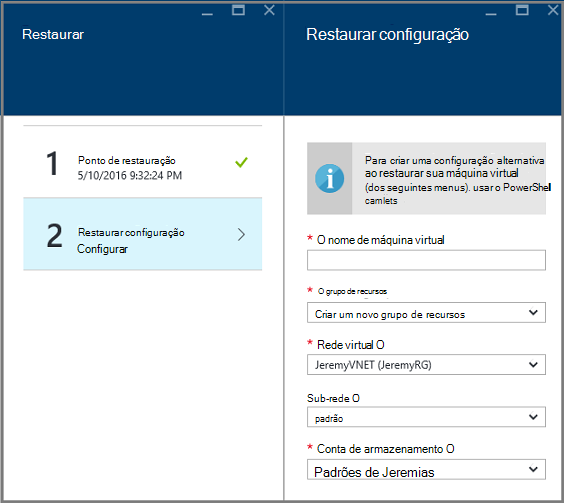 Restaurar
1
Ponto de restauração
5/10/2016 9:32:24 PM
2
Restaurar configuração
Configurar
Restaurar configuração
Para criar uma configuração alternativa
ao restaurar sua máquina virtual
(dos seguintes menus). usar o PowerShell
camlets
* O nome de máquina virtual
* O grupo de recursos
Criar um novo grupo de recursos
* Rede virtual O
JeremyVNET (JeremyRG)
Sub-rede O
padrão
* Conta de armazenamento O
Padrões de Jeremias